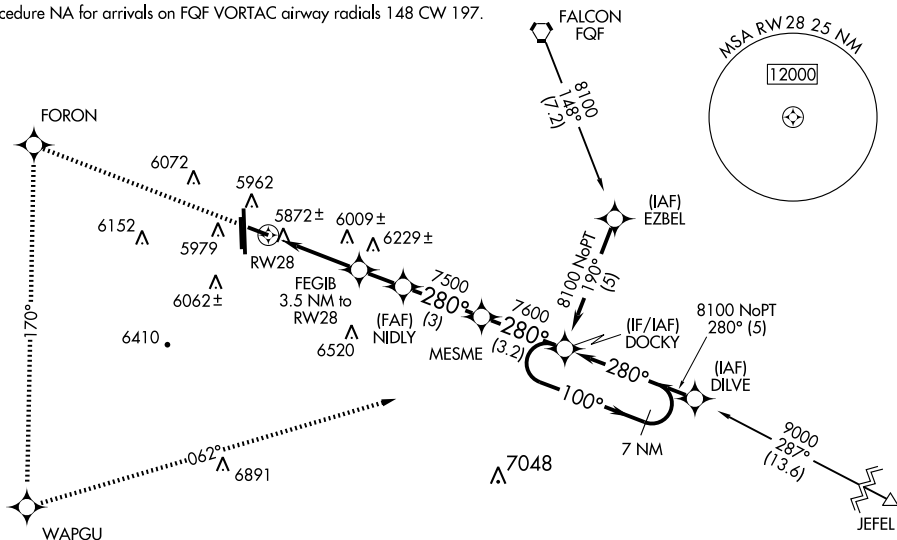 cedure NA for arrivals on FQF VORTAC airway radials 148 CW 197.
FALCON
FQF
MSA RW 28 25 NM
12000
8100
148°
(7.2)
FORON
6072
5962
5872±
6009±
6229±
6152
5979
RW28
(IAF)
EZBEL
8100 NoPT
190°
(5)
6062±
FEGIB
3.5 NM to
RW28
7500
280°
(3)
(FAF)
NIDLY
7600
280°
(3.2)
MESME
(IF/IAF)
DOCKY
8100 NoPT
280° (5)
170°
6410
6520
280°
(IAF)
DILVE
100°
7 NM
9000
287°
(13.6)
062°
6891
7048
WAPGU
JEFEL